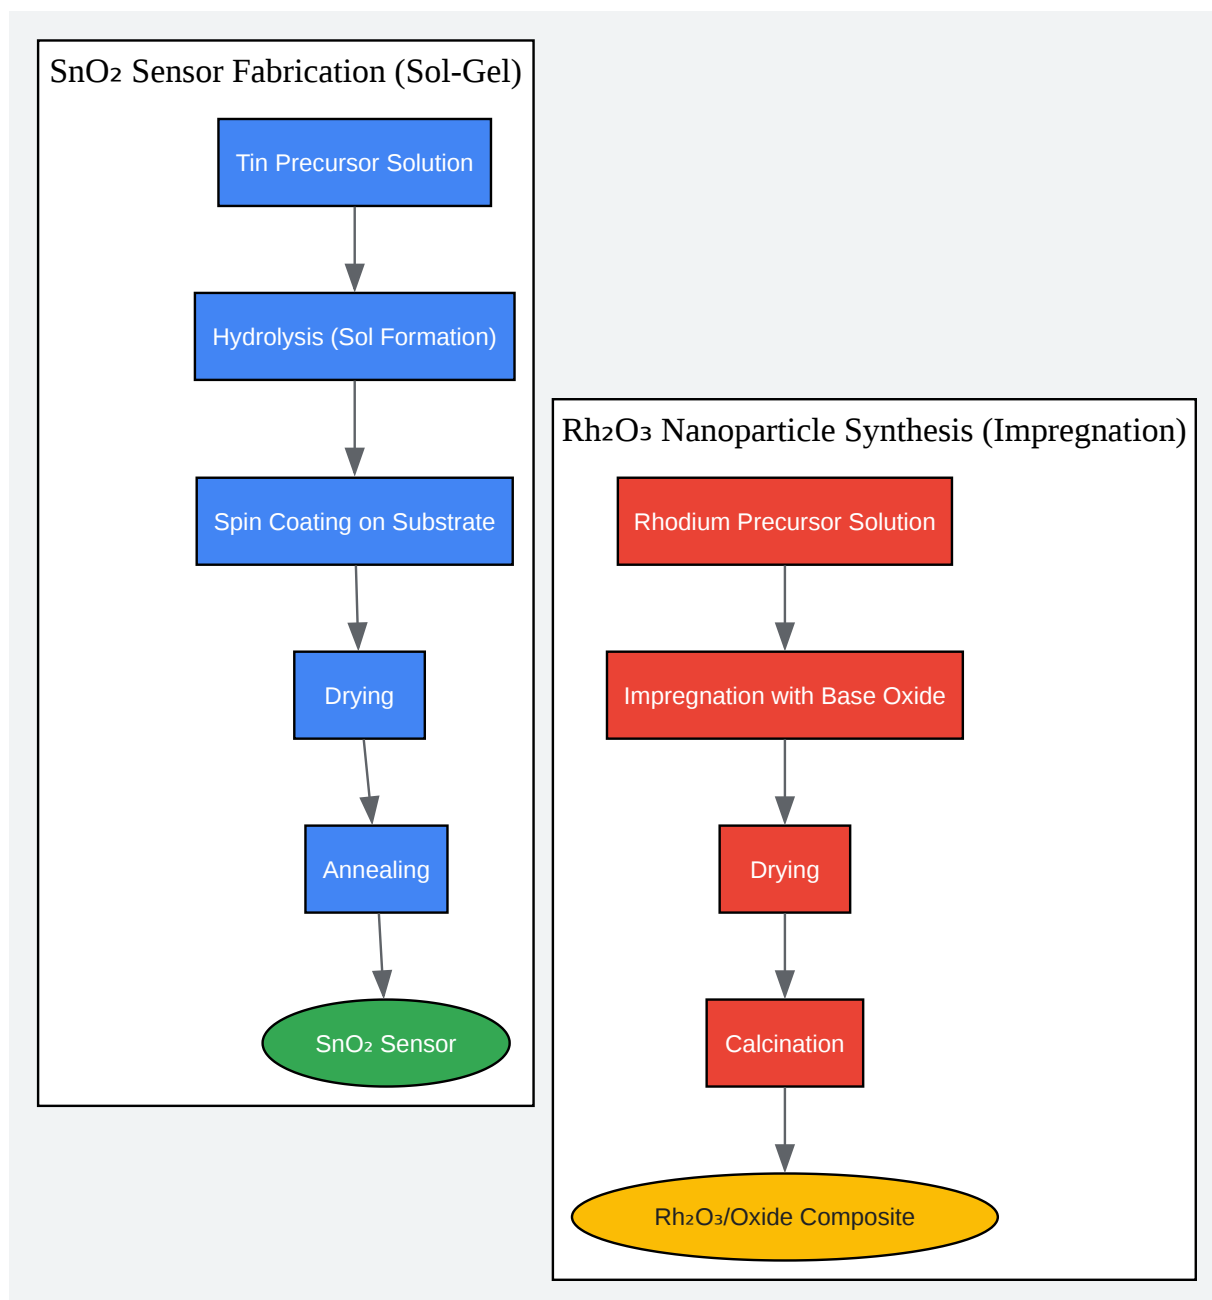 SnO₂ Sensor Fabrication (Sol-Gel)
Tin Precursor Solution
Hydrolysis (Sol Formation)
Spin Coating on Substrate
Drying
Annealing
SnO₂ Sensor
Rh₂O₃ Nanoparticle Synthesis (Impregnation)
Rhodium Precursor Solution
Impregnation with Base Oxide
Drying
Calcination
Rh₂O₃/Oxide Composite